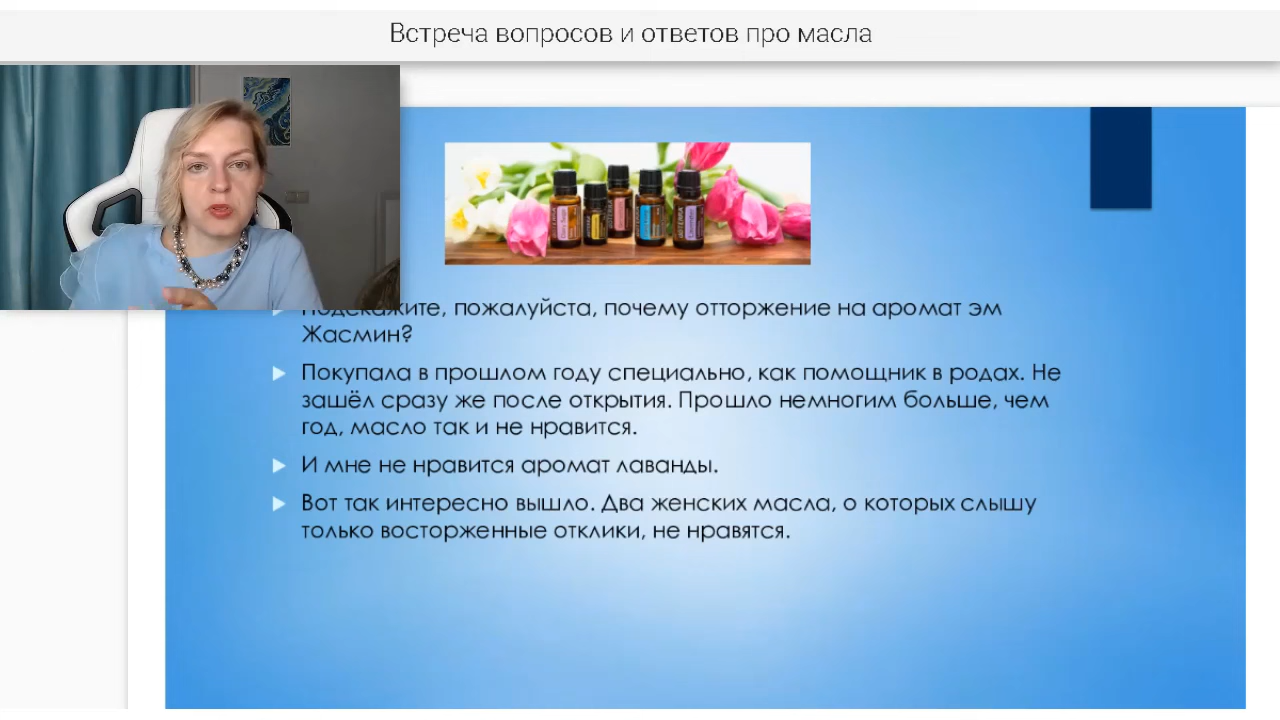 Встреча вопросов и ответов про масла
Подскажите, пожалуйста, почему отторжение на аромат эм
Жасмин?
Покупала в прошлом году специально, как помощник в родах. Не
зашёл сразу же после открытия. Прошло немногим больше, чем
год, масло так и не нравится.
И мне не нравится аромат лаванды.
Вот так интересно вышло. Два женских масла, о которых слышу
только восторженные отклики, не нравятся.